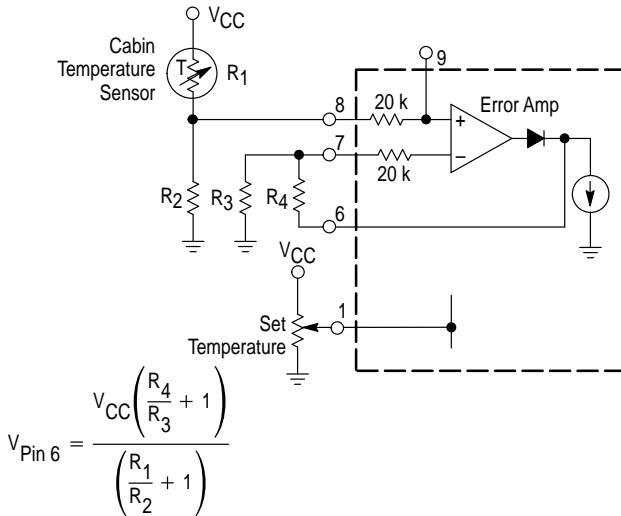 VCC
Cabin
Temperature
Sensor
T
R1
9
8
20 k
Error Amp
+
7
−
20 k
R2
R3
R4
6
VCC
1
Set
Temperature
VPin 6 = VCC(R4/R3 + 1) / (R1/R2 + 1)